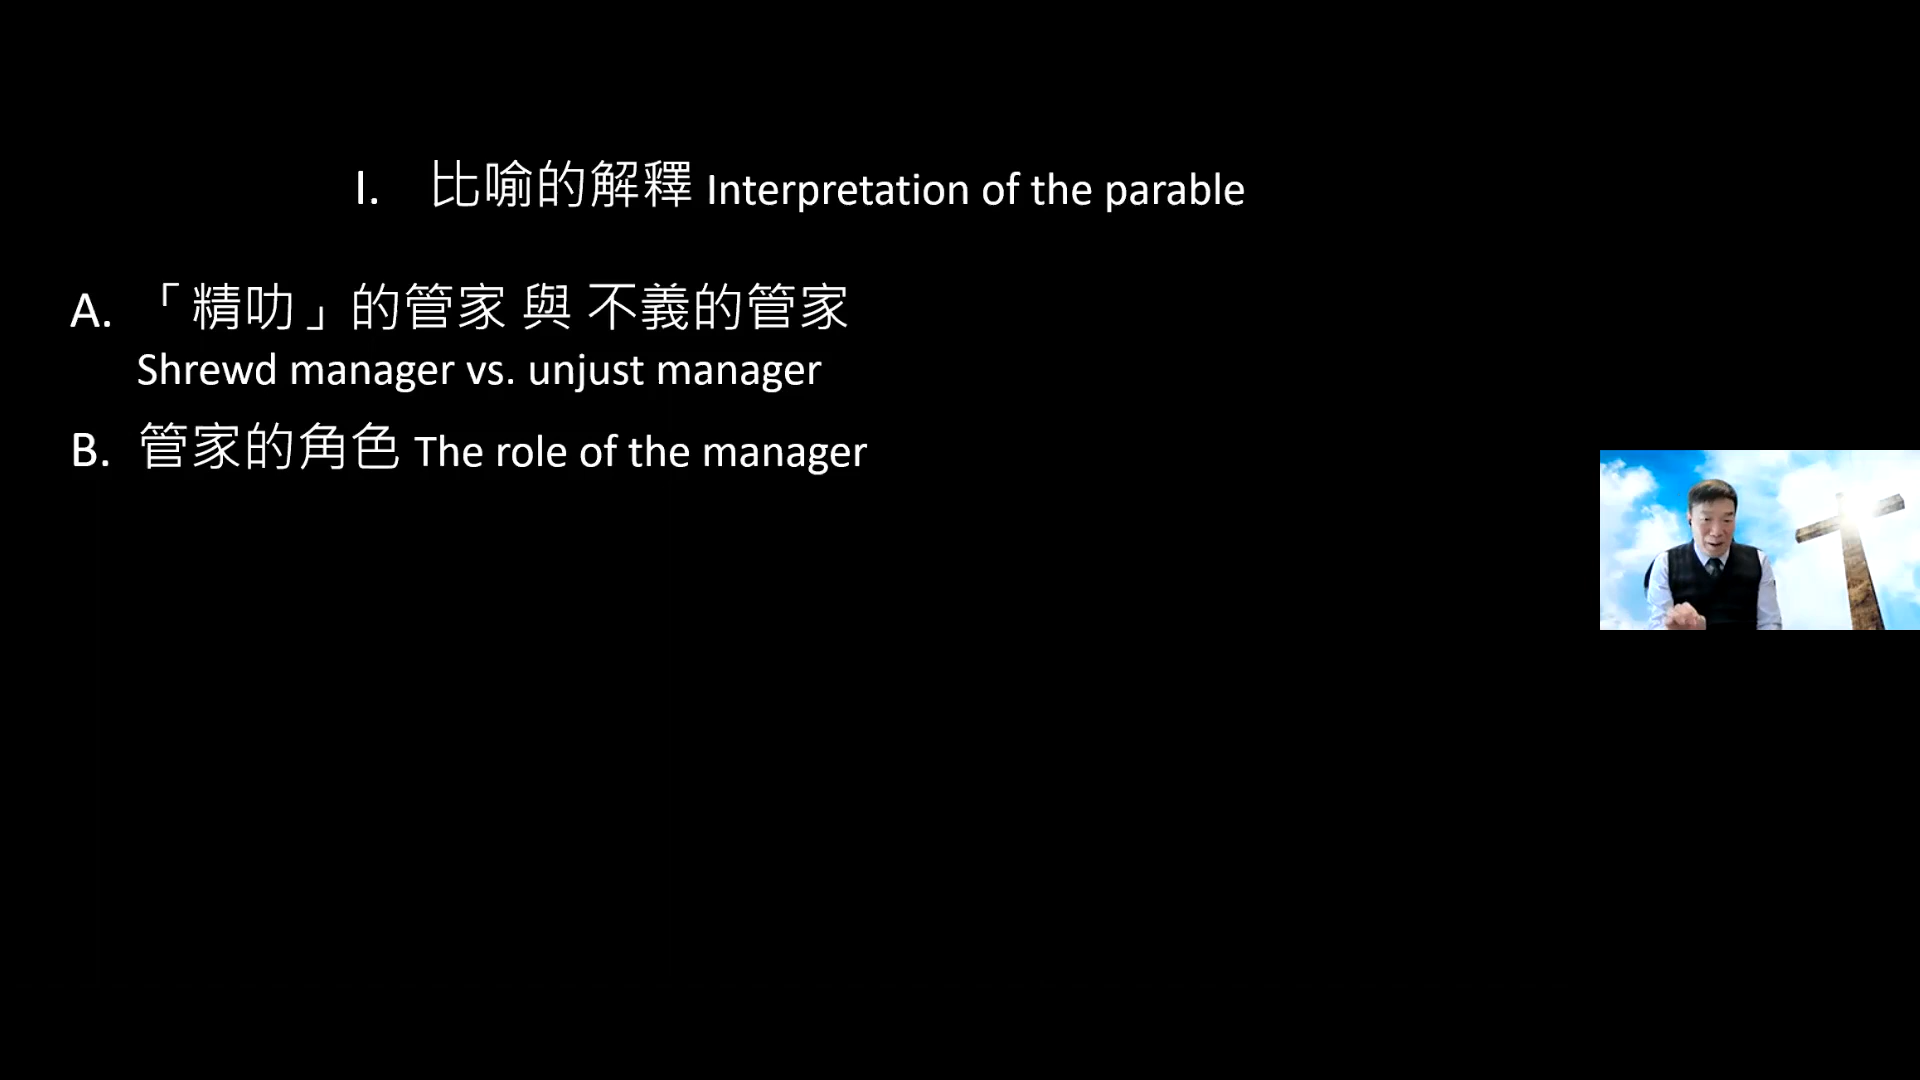 I. 比喻的解釋 Interpretation of the parable
A. 「精叻」的管家 與 不義的管家
Shrewd manager vs. unjust manager
B. 管家的角色 The role of the manager